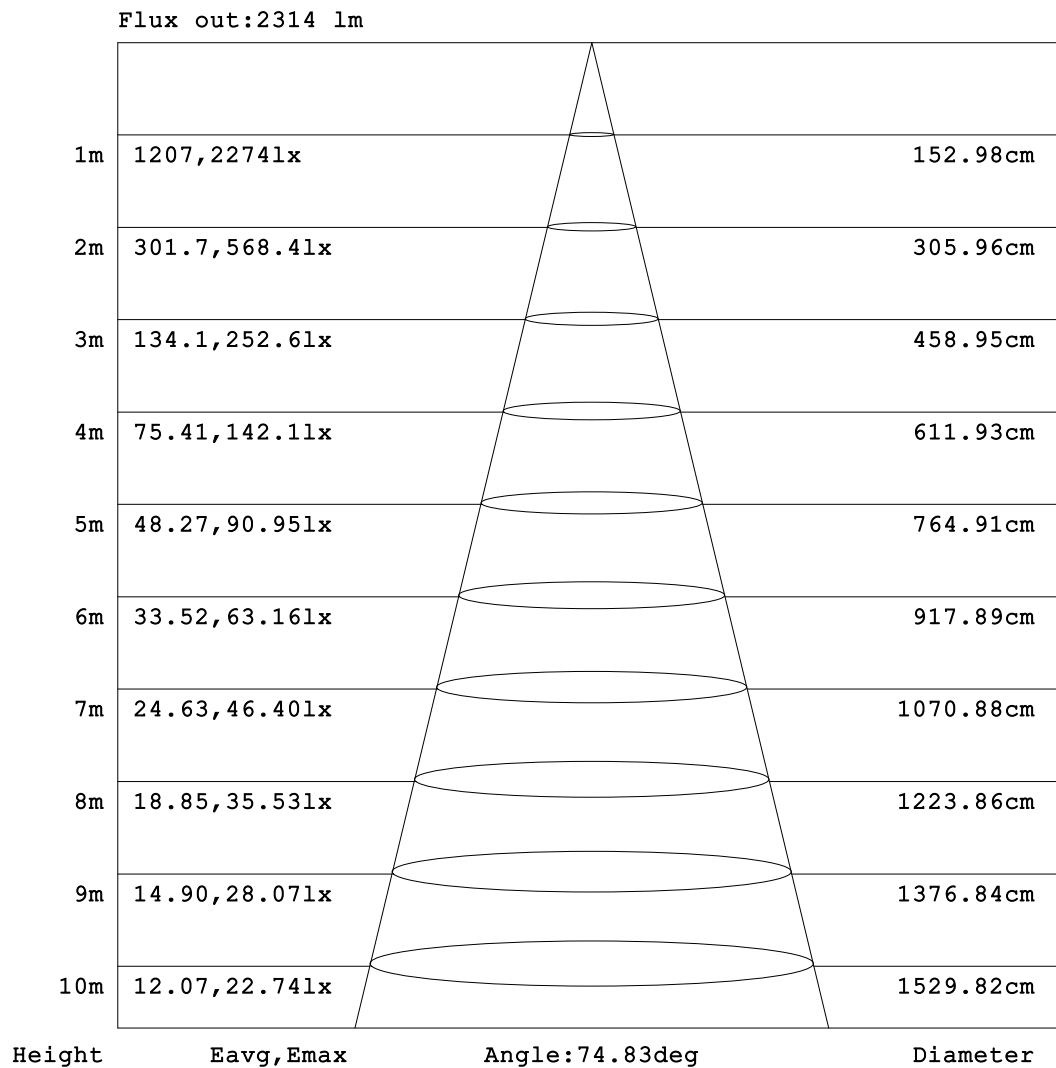 Flux out:2314 lm
1m 1207,2274lx 152.98cm
2m 301.7,568.4lx 305.96cm
3m 134.1,252.6lx 458.95cm
4m 75.41,142.1lx 611.93cm
5m 48.27,90.95lx 764.91cm
6m 33.52,63.16lx 917.89cm
7m 24.63,46.40lx 1070.88cm
8m 18.85,35.53lx 1223.86cm
9m 14.90,28.07lx 1376.84cm
10m 12.07,22.74lx 1529.82cm
Height Eavg,Emax Angle:74.83deg Diameter